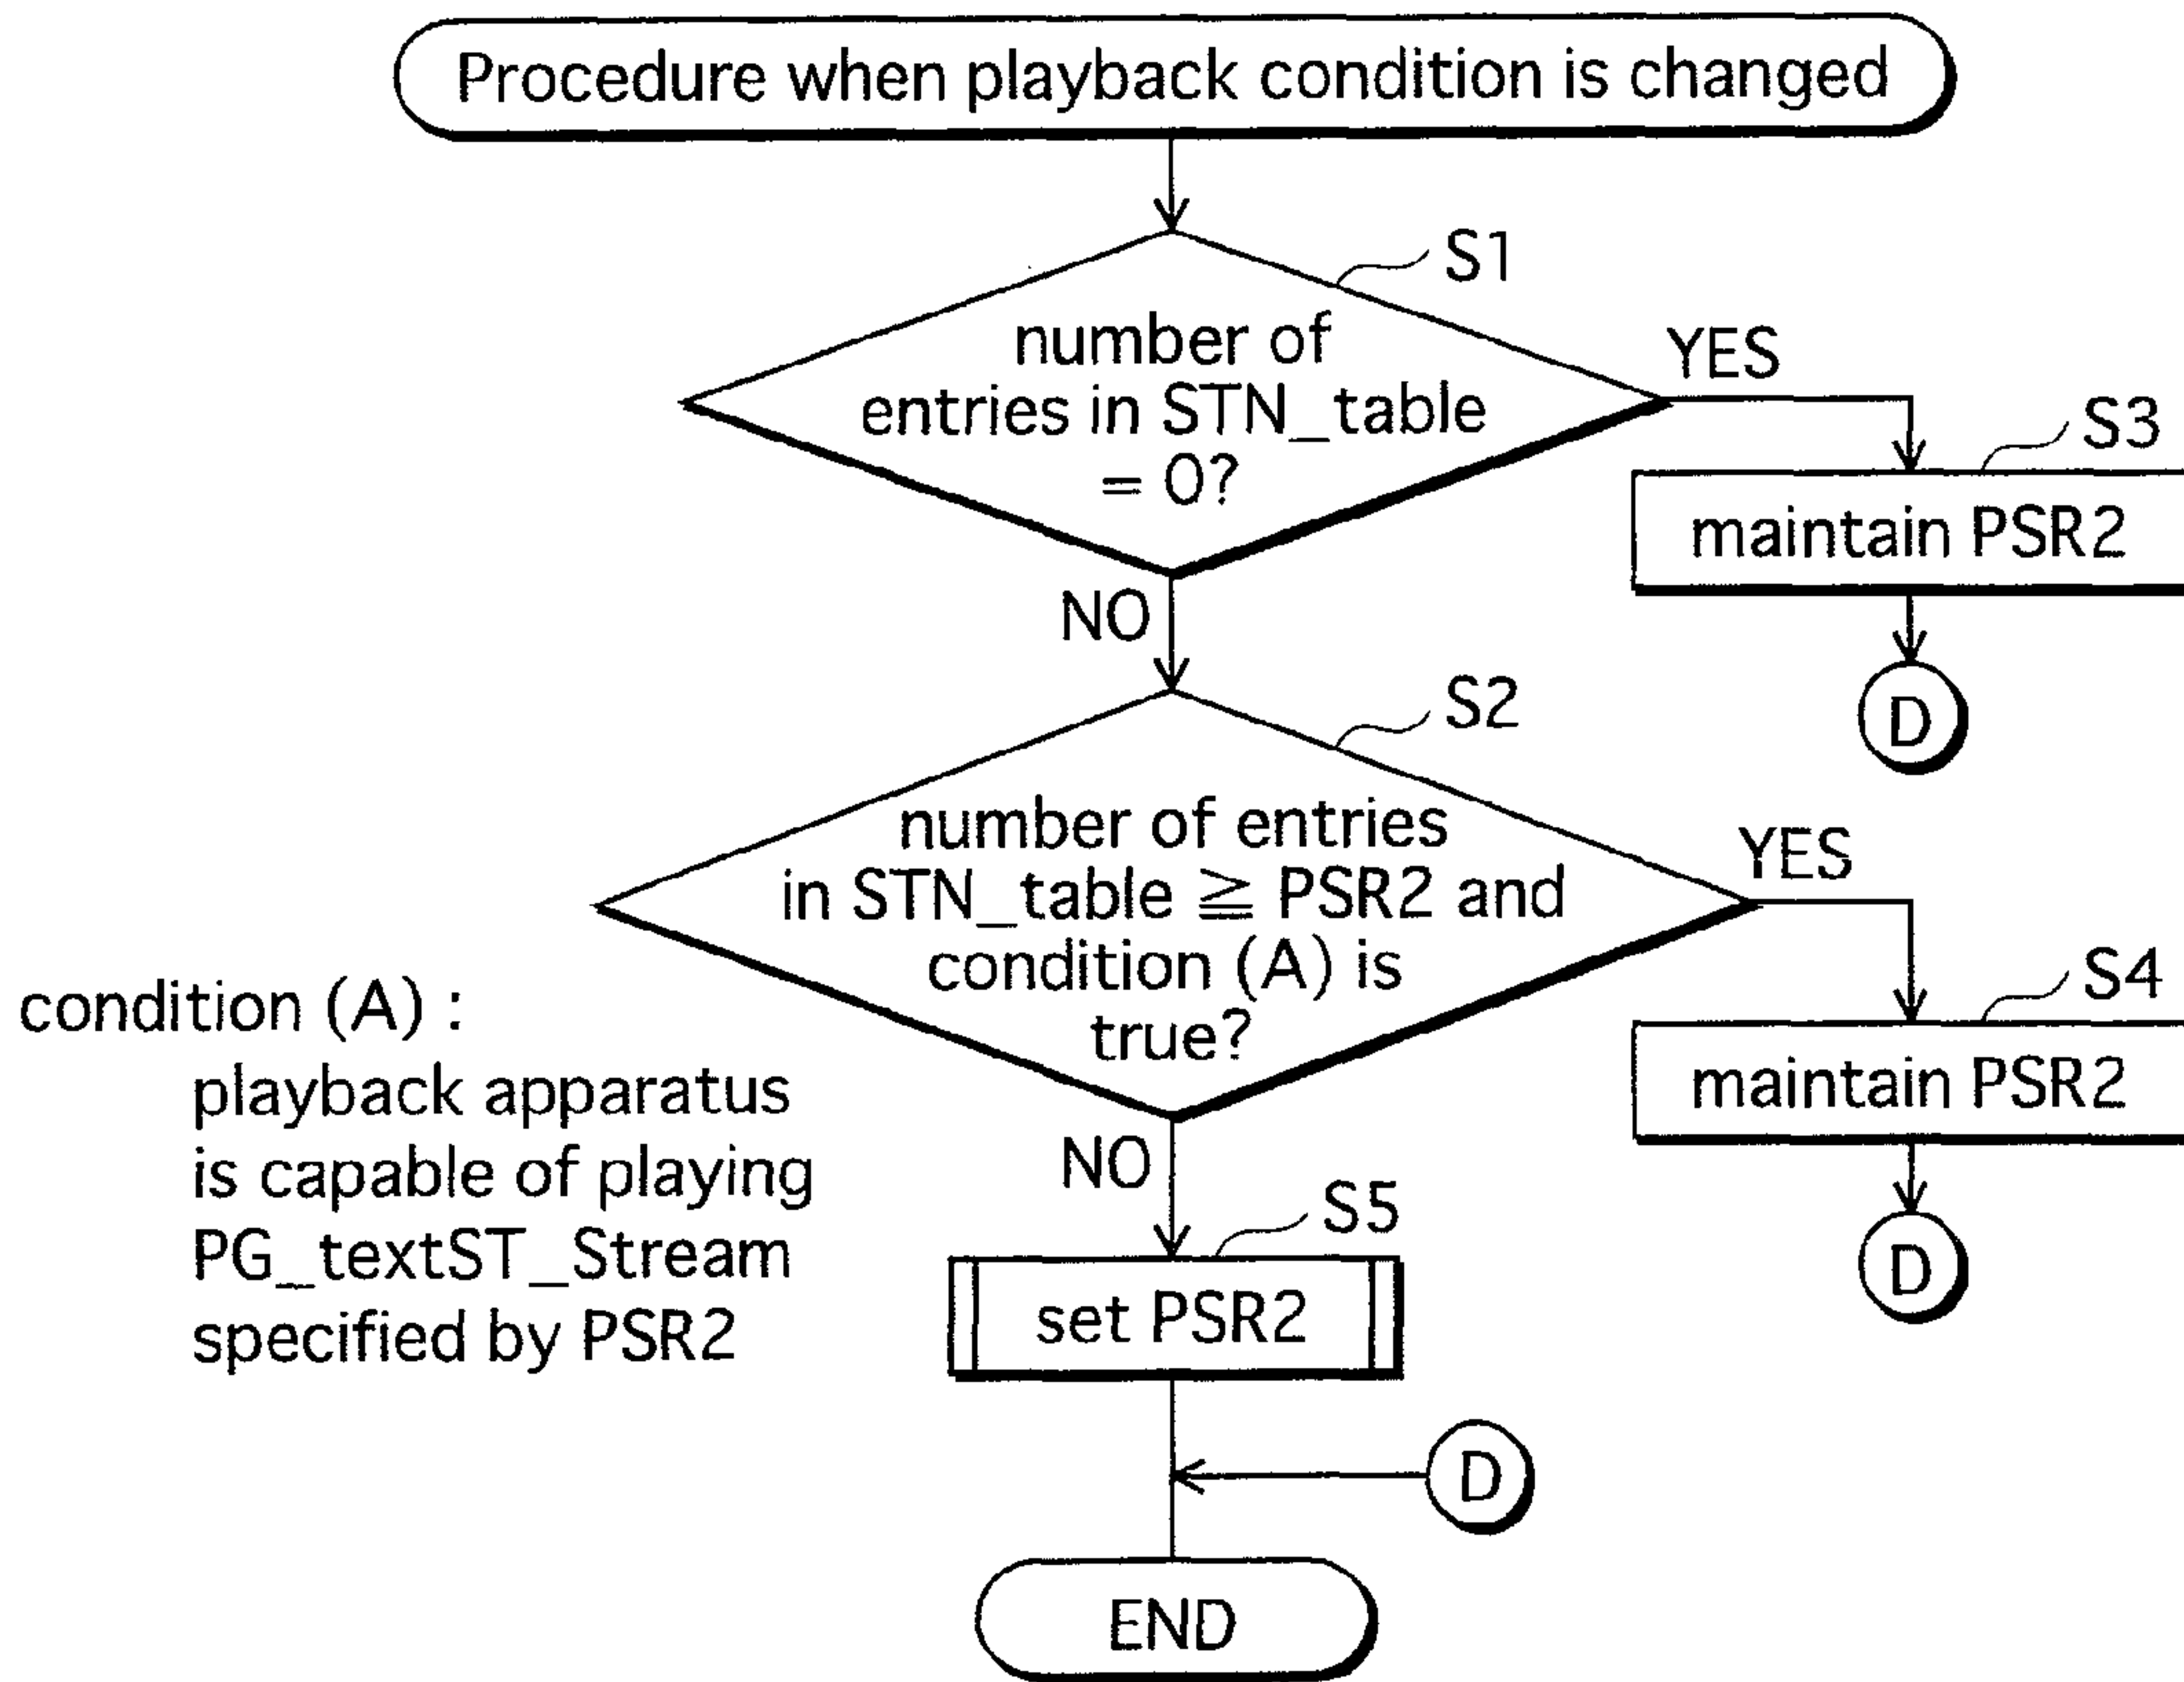 Procedure when playback condition is changed
S1
number of
entries in STN_table
= 0?
YES
S3
maintain PSR2
D
NO
S2
number of entries
in STN_table ≧ PSR2 and
condition (A) is
true?
YES
S4
maintain PSR2
D
condition (A) :
playback apparatus
is capable of playing
PG_textST_Stream
specified by PSR2
NO
S5
set PSR2
D
END